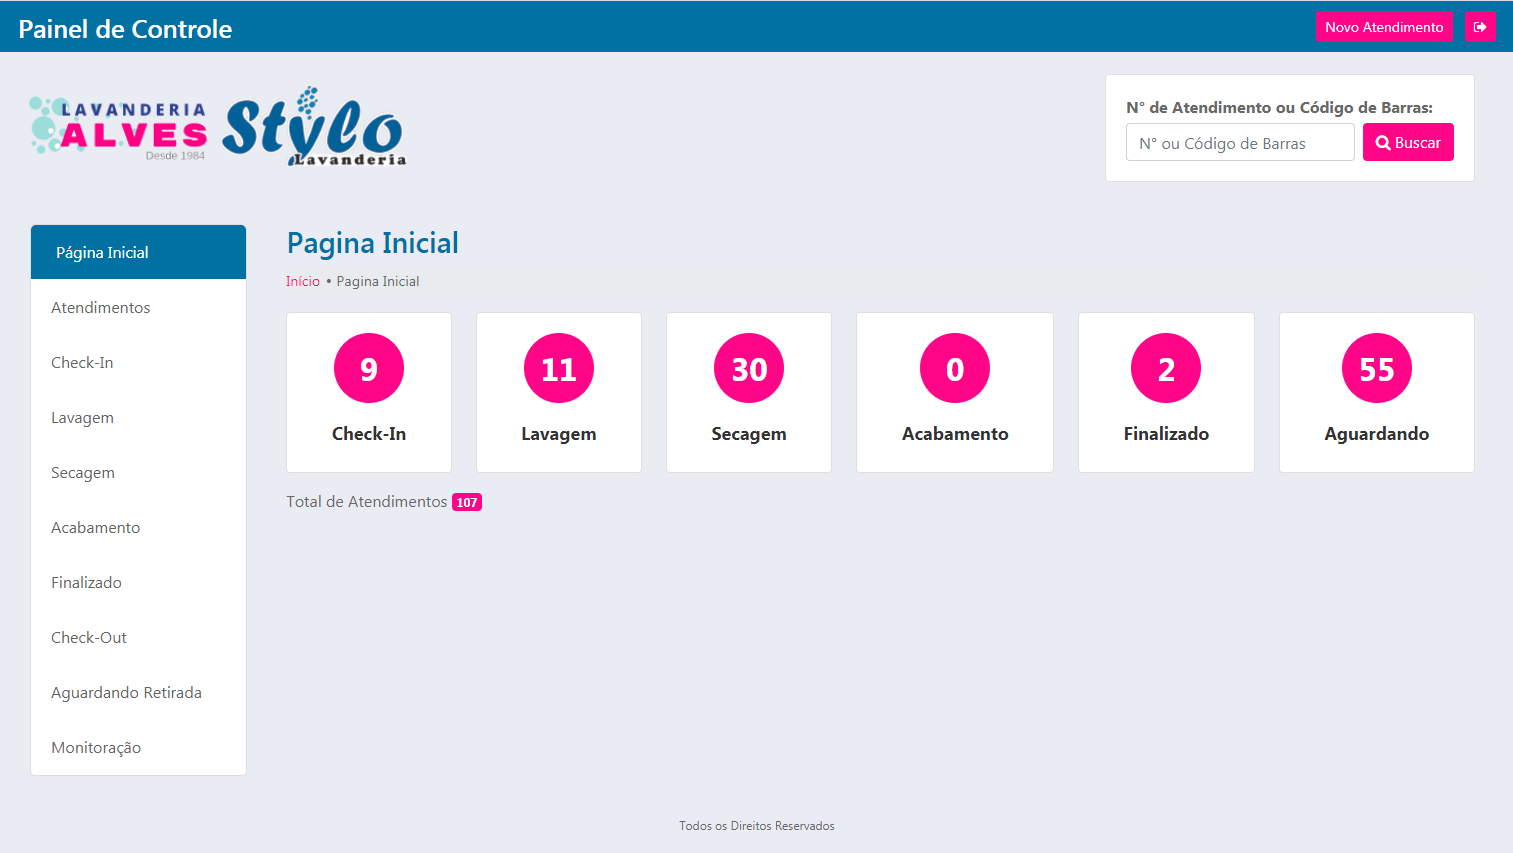 Painel de Controle
Novo Atendimento
LAVANDERIA
ALVES
Desde 1984
Stylo
Lavanderia
N° de Atendimento ou Código de Barras:
N° ou Código de Barras
Buscar
Página Inicial
Atendimentos
Check-In
Lavagem
Secagem
Acabamento
Finalizado
Check-Out
Aguardando Retirada
Monitoração
Pagina Inicial
Início • Pagina Inicial
9 11 30 0 2 55
Check-In Lavagem Secagem Acabamento Finalizado Aguardando
Total de Atendimentos 107
Todos os Direitos Reservados